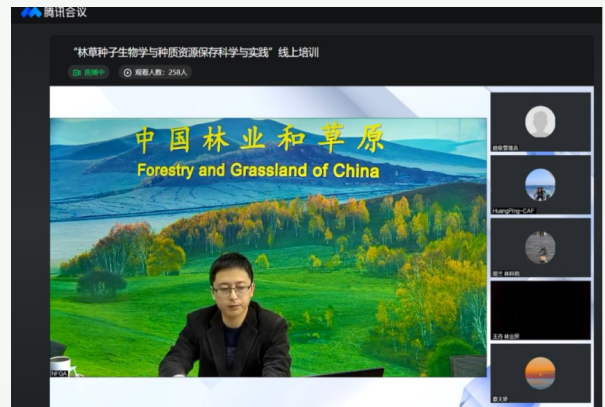 腾讯会议
“林草种子生物学与种质资源保存科学与实践”线上培训
直播中
观看人数：258人
中国林业和草原
Forestry and Grassland of China
NFGA
HuangPing-CAF